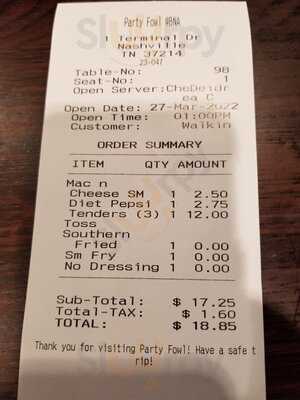 Party Fowl @BNA
1 Terminal Dr
Nashville
TN 37214
23-047
Table-No: 98
Seat-No: 1
Open Server: CheDe:dr
ea C
Open Date: 27-Mar-2022
Open Time: 01:00PM
Customer: Walkin
ORDER SUMMARY
ITEM QTY AMOUNT
Mac n
Cheese SM 1 2.50
Diet Pepsi 1 2.75
Tenders (3) 1 12.00
Toss
Southern
Fried 1 0.00
Sm Fry 1 0.00
No Dressing 1 0.00
Sub-Total: $ 17.25
Total-TAX: $ 1.60
TOTAL: $ 18.85
Thank you for visiting Party Fowl! Have a safe t
rip!